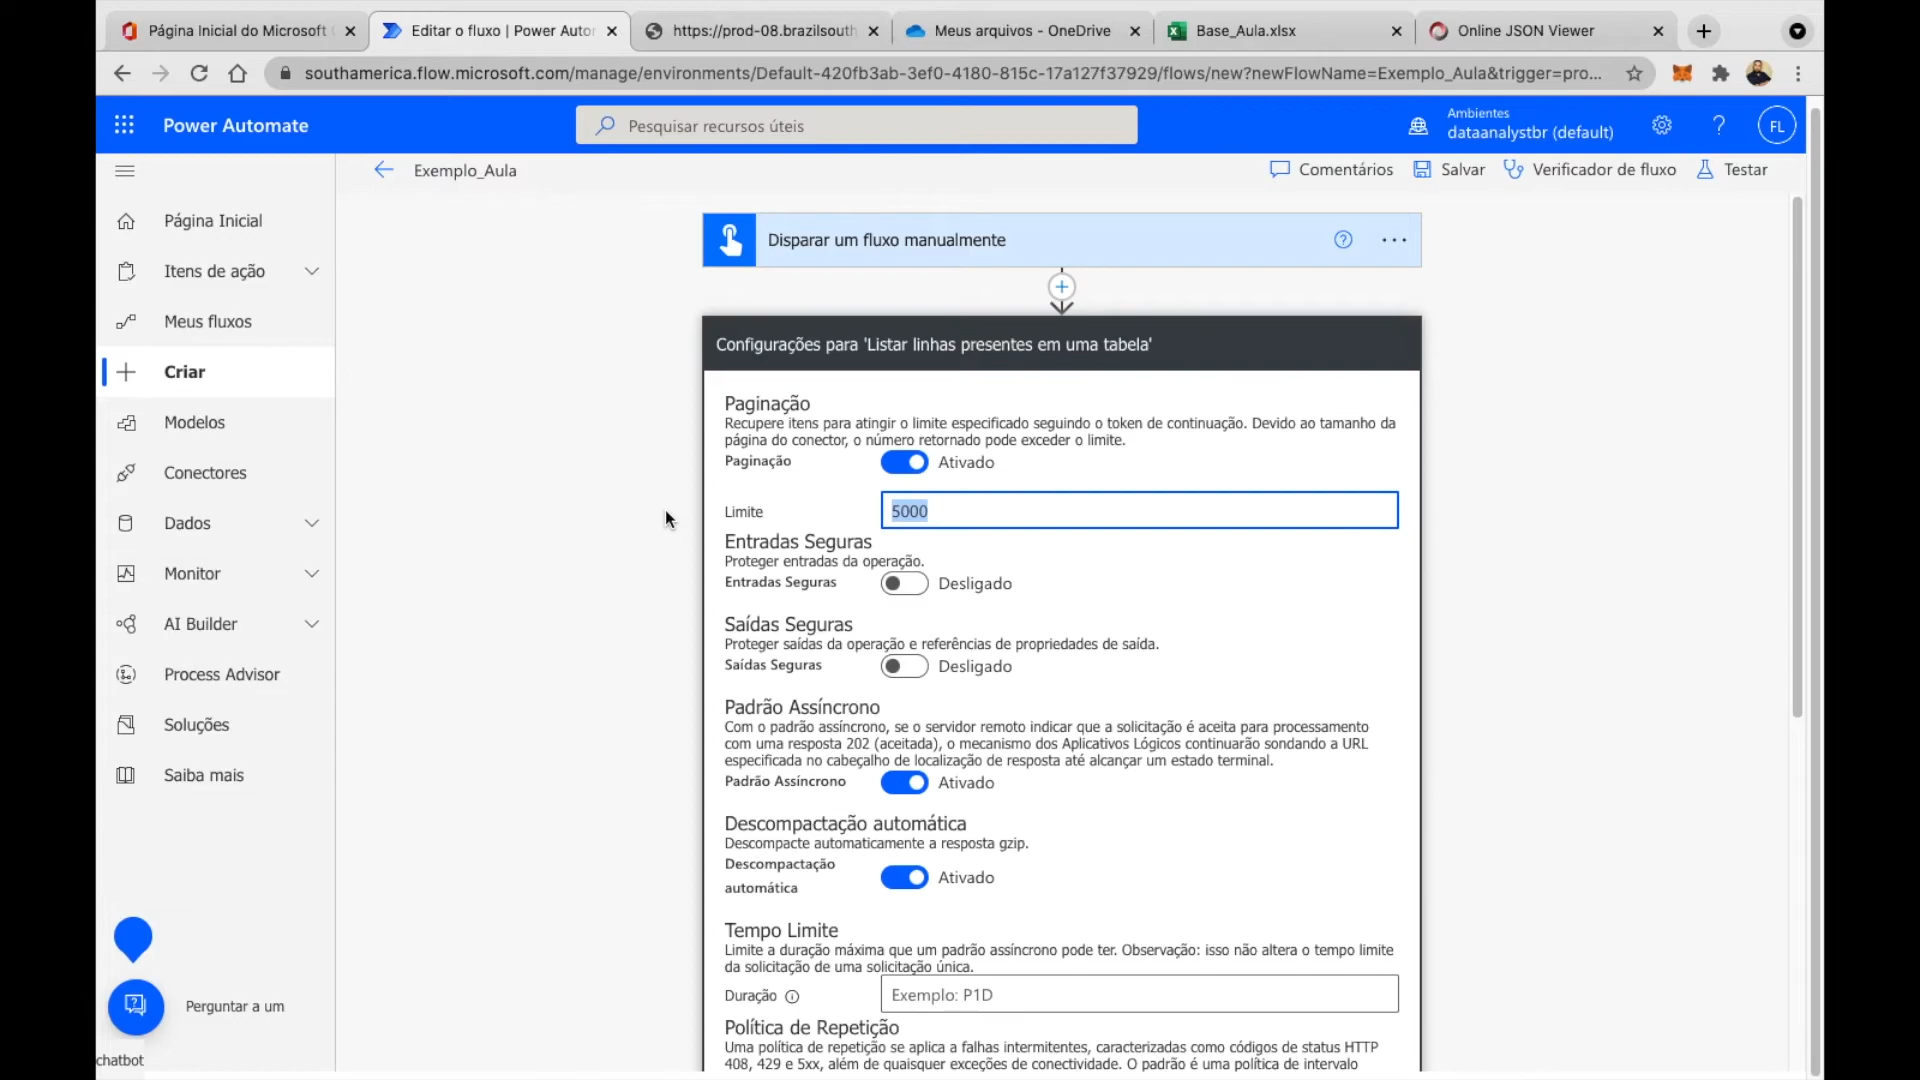 Página Inicial do Microsoft
Editar o fluxo | Power Autor
https://prod-08.brazilsouth
Meus arquivos - OneDrive
Base_Aula.xlsx
Online JSON Viewer
southamerica.flow.microsoft.com/manage/environments/Default-420fb3ab-3ef0-4180-815c-17a127f37929/flows/new?newFlowName=Exemplo_Aula&trigger=pro...
Power Automate
Pesquisar recursos úteis
Ambientes
dataanalystbr (default)
FL
Exemplo_Aula
Comentários
Salvar
Verificador de fluxo
Testar
Página Inicial
Itens de ação
Meus fluxos
Criar
Modelos
Conectores
Dados
Monitor
AI Builder
Process Advisor
Soluções
Saiba mais
Perguntar a um
chatbot
Disparar um fluxo manualmente
Configurações para 'Listar linhas presentes em uma tabela'
Paginação
Recupere itens para atingir o limite especificado seguindo o token de continuação. Devido ao tamanho da
página do conector, o número retornado pode exceder o limite.
Paginação
Ativado
Limite
5000
Entradas Seguras
Proteger entradas da operação.
Entradas Seguras
Desligado
Saídas Seguras
Proteger saídas da operação e referências de propriedades de saída.
Saídas Seguras
Desligado
Padrão Assíncrono
Com o padrão assíncrono, se o servidor remoto indicar que a solicitação é aceita para processamento
com uma resposta 202 (aceitada), o mecanismo dos Aplicativos Lógicos continuarão sondando a URL
especificada no cabeçalho de localização de resposta até alcançar um estado terminal.
Padrão Assíncrono
Ativado
Descompactação automática
Descompacte automaticamente a resposta gzip.
Descompactação
automática
Ativado
Tempo Limite
Limite a duração máxima que um padrão assíncrono pode ter. Observação: isso não altera o tempo limite
da solicitação de uma solicitação única.
Duração
Exemplo: P1D
Política de Repetição
Uma política de repetição se aplica a falhas intermitentes, caracterizadas como códigos de status HTTP
408, 429 e 5xx, além de quaisquer exceções de conectividade. O padrão é uma política de intervalo